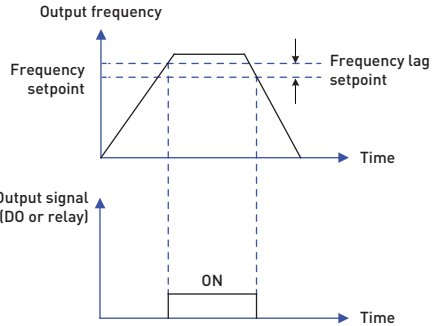 Output frequency
Frequency
setpoint
Frequency lag
setpoint
Time
Output signal
(DO or relay)
ON
Time